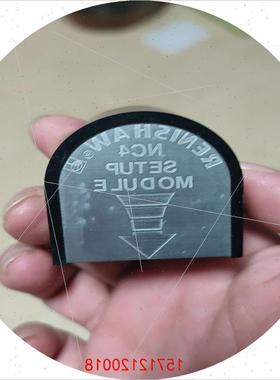 RENISHAW
NC4
SETUP
MODULE
15712120018